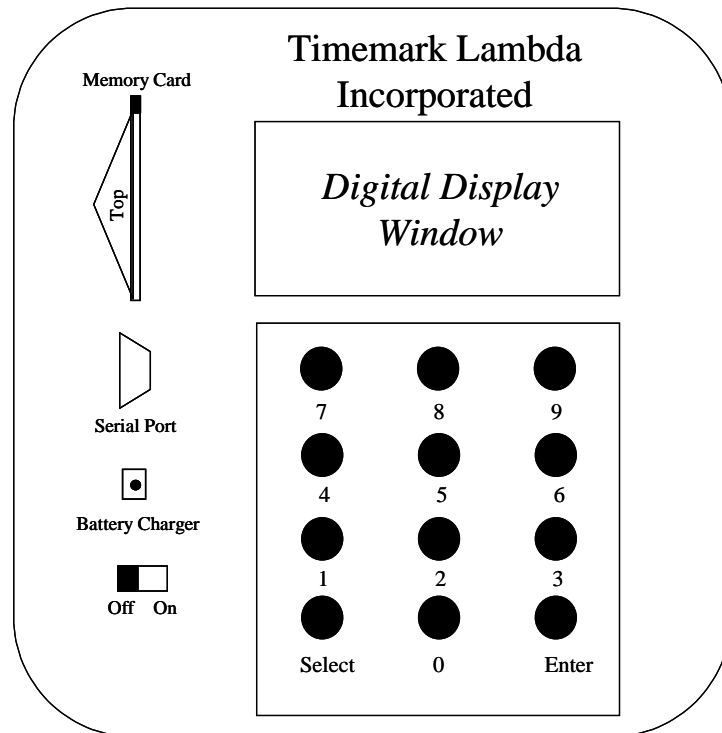 Timemark Lambda
Incorporated
Memory Card
Top
Digital Display
Window
Serial Port
Battery Charger
Off On
7 8 9
4 5 6
1 2 3
Select 0 Enter